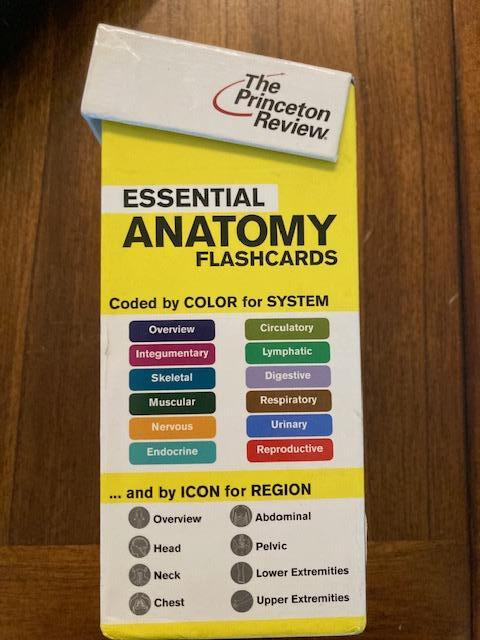 The
Princeton
Review
ESSENTIAL
ANATOMY
FLASHCARDS
Coded by COLOR for SYSTEM
Overview
Integumentary
Skeletal
Muscular
Nervous
Endocrine
Circulatory
Lymphatic
Digestive
Respiratory
Urinary
Reproductive
... and by ICON for REGION
Overview
Head
Neck
Chest
Abdominal
Pelvic
Lower Extremities
Upper Extremities